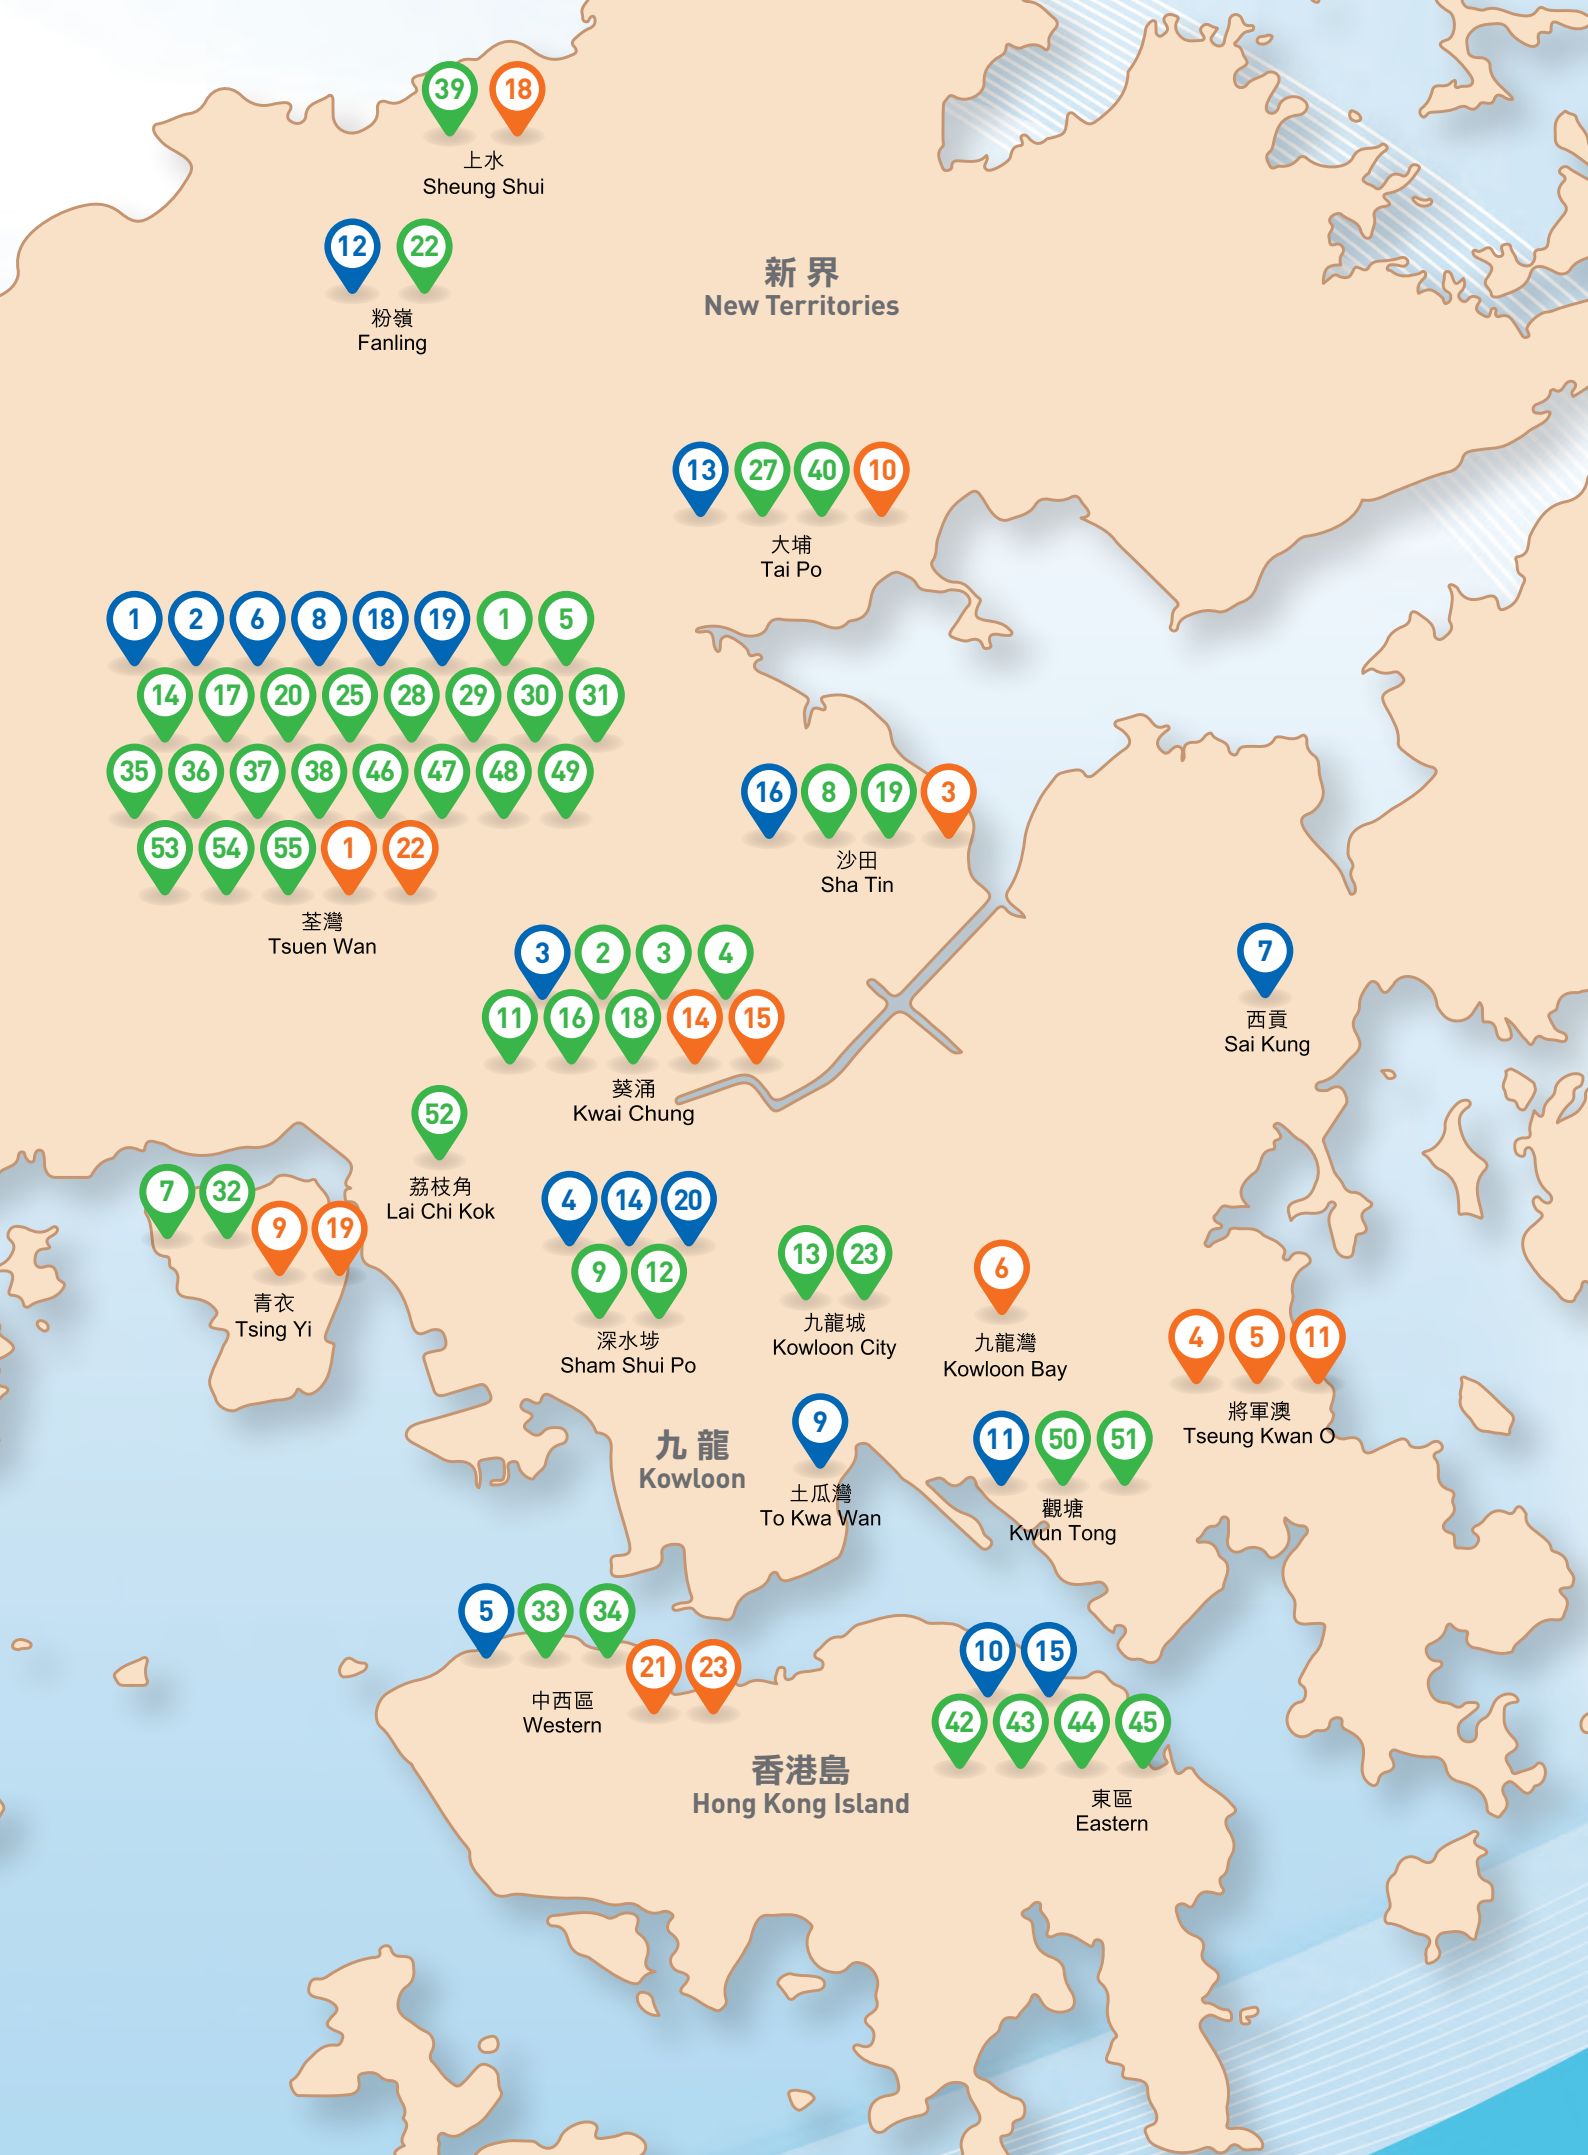 39 18
上水
Sheung Shui
12 22
粉嶺
Fanling
新界
New Territories
13 27 40 10
大埔
Tai Po
1 2 6 8 18 19 1 5
14 17 20 25 28 29 30 31
35 36 37 38 46 47 48 49
53 54 55 1 22
荃灣
Tsuen Wan
16 8 19 3
沙田
Sha Tin
3 2 3 4
11 16 18 14 15
葵涌
Kwai Chung
7
西貢
Sai Kung
52
荔枝角
Lai Chi Kok
7 32
9 19
青衣
Tsing Yi
4 14 20
9 12
深水埗
Sham Shui Po
13 23
九龍城
Kowloon City
6
九龍灣
Kowloon Bay
4 5 11
將軍澳
Tseung Kwan O
九龍
Kowloon
9
土瓜灣
To Kwa Wan
11 50 51
觀塘
Kwun Tong
5 33 34
21 23
中西區
Western
10 15
42 43 44 45
東區
Eastern
香港島
Hong Kong Island